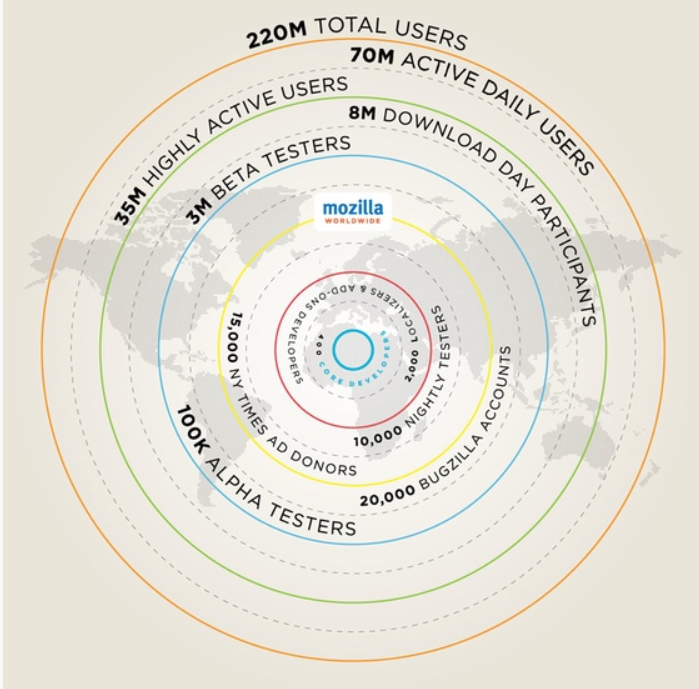 220M TOTAL USERS
70M ACTIVE DAILY USERS
35M HIGHLY ACTIVE USERS
8M DOWNLOAD DAY PARTICIPANTS
3M BETA TESTERS
mozilla
WORLDWIDE
100K ALPHA TESTERS
20,000 BUGZILLA ACCOUNTS
15,000 NY TIMES AD DONORS
10,000 NIGHTLY TESTERS
2,000 LOCALIZERS & ADD-ONS DEVELOPERS
400 CORE DEVELOPERS